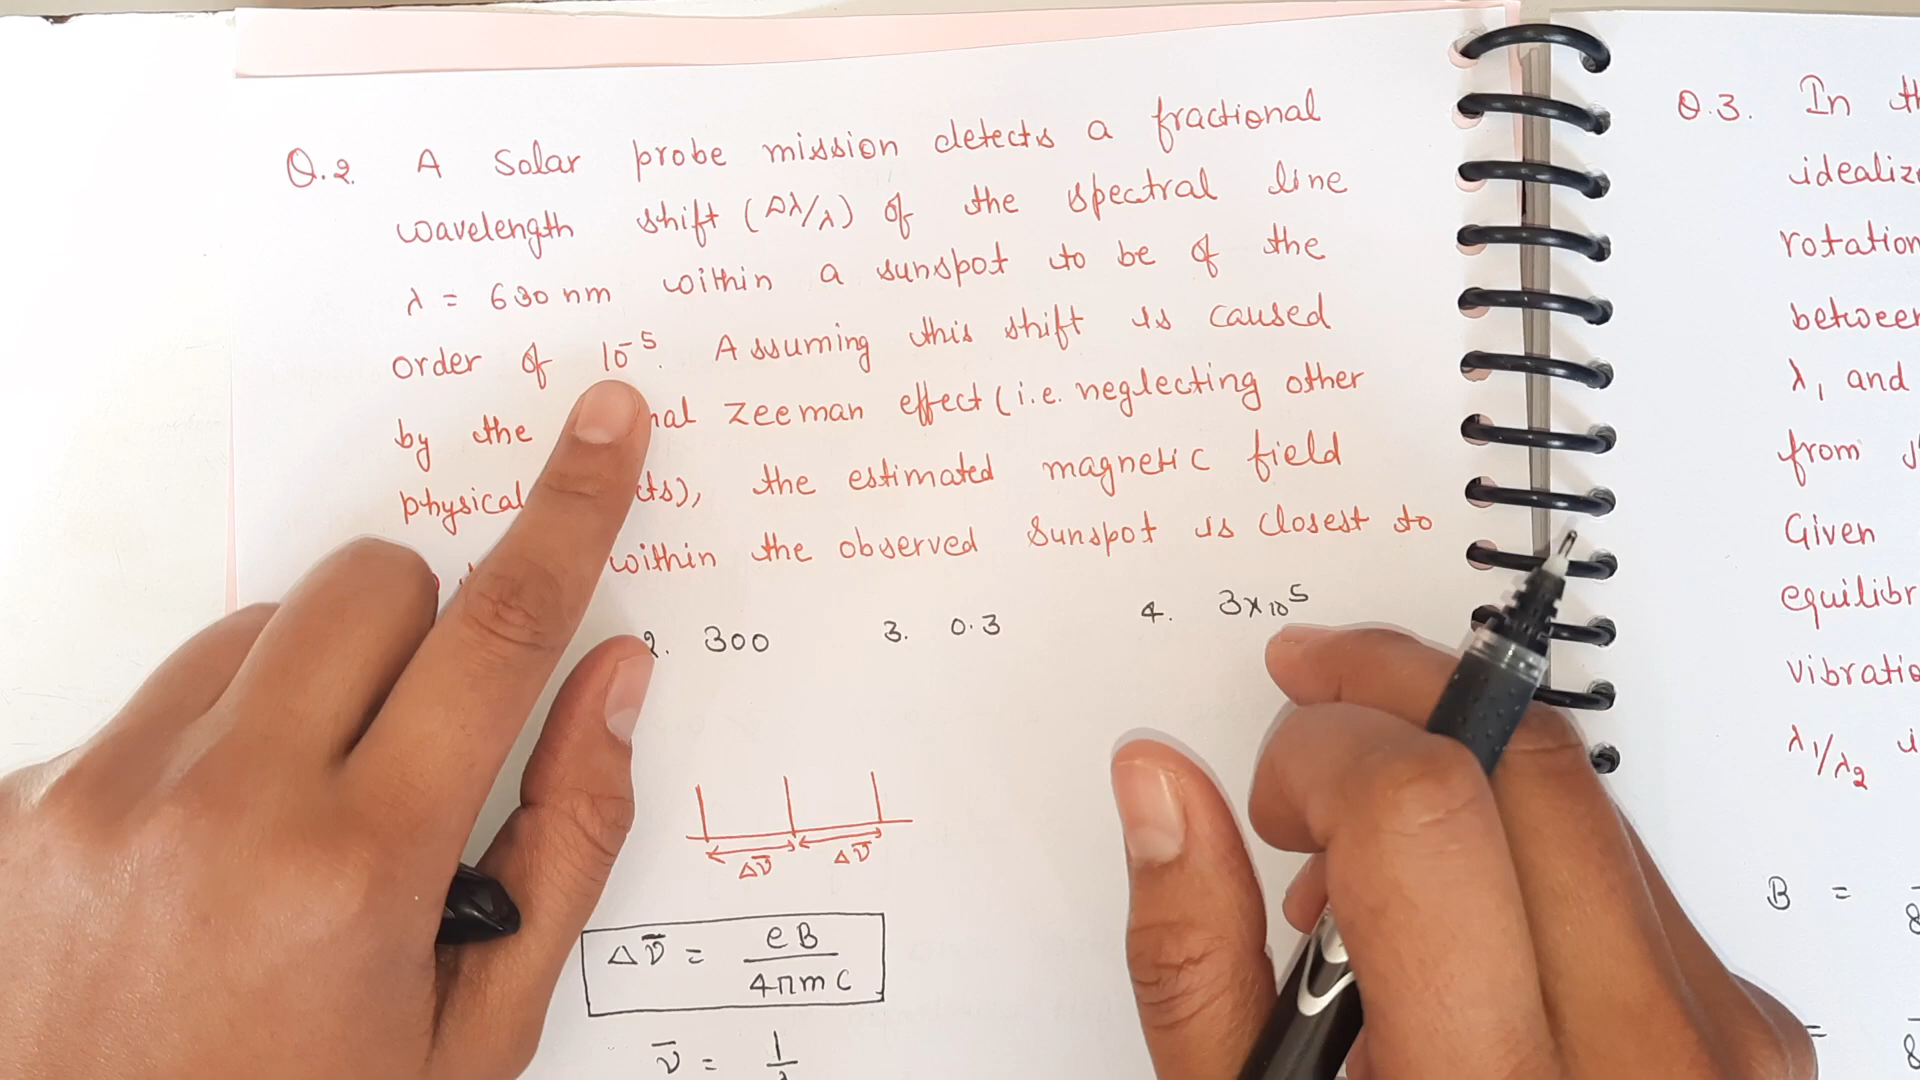 Q.2. A solar probe mission detects a fractional
wavelength shift (Δλ/λ) of the spectral line
λ = 630 nm within a sunspot to be of the
order of 10⁻⁵. Assuming this shift is caused
by the nal zeeman effect (i.e. neglecting other
physical cts), the estimated magnetic field
within the observed sunspot is closest to
2. 300 3. 0.3 4. 3×10⁵
Δν̅ Δν̅
Δν̅ = eB / 4πmc
ν̅ = 1
Q.3. In th
idealiz
rotation
between
λ₁ and
from
Given
equilibr
vibratio
λ₁/λ₂ i
B =
8
=
8